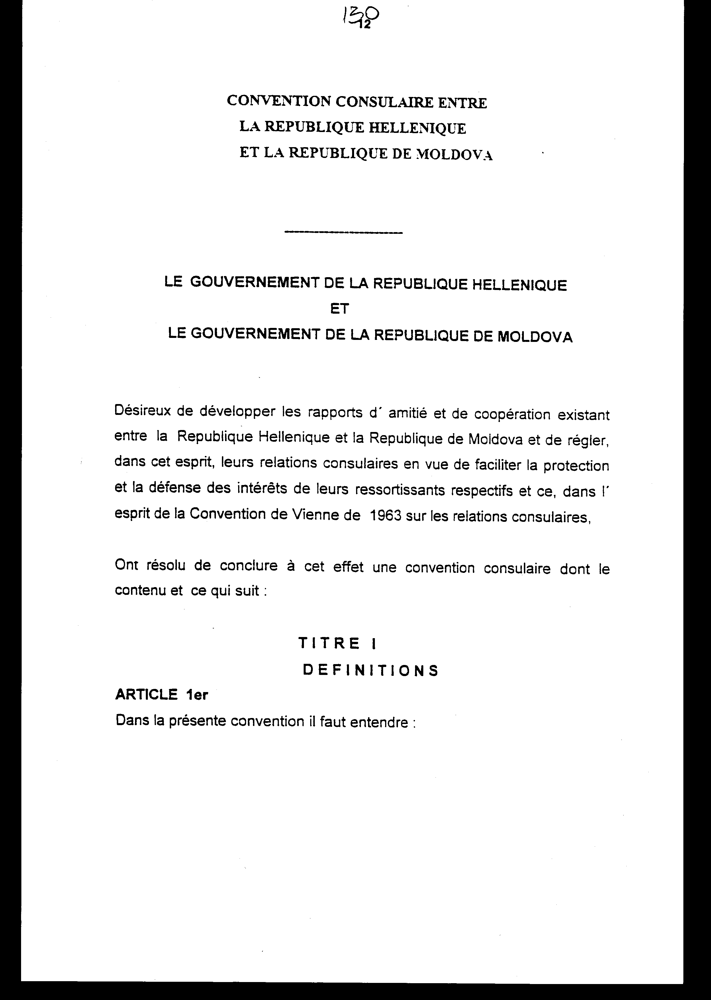 130
12
CONVENTION CONSULAIRE ENTRE
LA REPUBLIQUE HELLENIQUE
ET LA REPUBLIQUE DE MOLDOVA
LE GOUVERNEMENT DE LA REPUBLIQUE HELLENIQUE
ET
LE GOUVERNEMENT DE LA REPUBLIQUE DE MOLDOVA
Désireux de développer les rapports d´ amitié et de coopération existant
entre la Republique Hellenique et la Republique de Moldova et de régler,
dans cet esprit, leurs relations consulaires en vue de faciliter la protection
et la défense des intérêts de leurs ressortissants respectifs et ce, dans l´
esprit de la Convention de Vienne de 1963 sur les relations consulaires,
Ont résolu de conclure à cet effet une convention consulaire dont le
contenu et ce qui suit :
TITRE I
DEFINITIONS
ARTICLE 1er
Dans la présente convention il faut entendre :